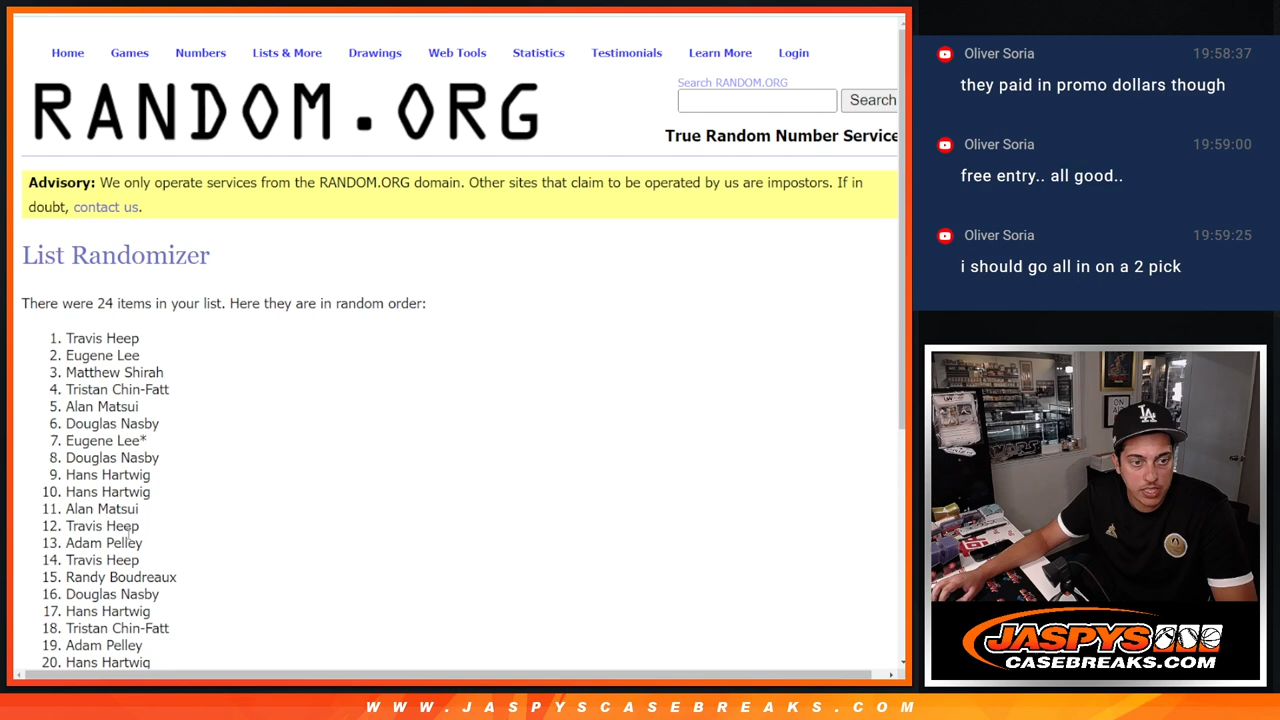 Home Games Numbers Lists & More Drawings Web Tools Statistics Testimonials Learn More Login
RANDOM.ORG
Search RANDOM.ORG
Search
True Random Number Service
Advisory: We only operate services from the RANDOM.ORG domain. Other sites that claim to be operated by us are impostors. If in
doubt, contact us.
List Randomizer
There were 24 items in your list. Here they are in random order:
1. Travis Heep
2. Eugene Lee
3. Matthew Shirah
4. Tristan Chin-Fatt
5. Alan Matsui
6. Douglas Nasby
7. Eugene Lee*
8. Douglas Nasby
9. Hans Hartwig
10. Hans Hartwig
11. Alan Matsui
12. Travis Heep
13. Adam Pelley
14. Travis Heep
15. Randy Boudreaux
16. Douglas Nasby
17. Hans Hartwig
18. Tristan Chin-Fatt
19. Adam Pelley
20. Hans Hartwig
Oliver Soria 19:58:37
they paid in promo dollars though
Oliver Soria 19:59:00
free entry.. all good..
Oliver Soria 19:59:25
i should go all in on a 2 pick
ON
LA
JASPYS
CASEBREAKS.COM
WWW.JASPYSCASEBREAKS.COM